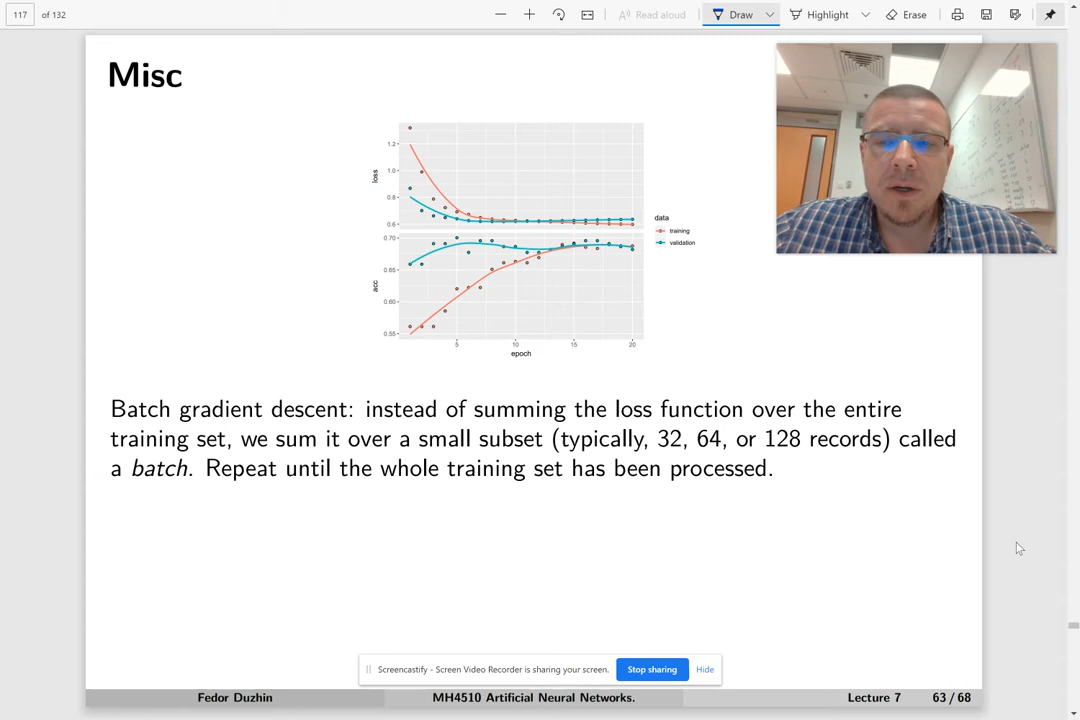 117 of 132
Read aloud
Draw
Highlight
Erase
Misc
1.2
1.0
0.8
0.6
loss
0.70
0.65
0.60
0.55
acc
5 10 15 20
epoch
data
training
validation
Batch gradient descent: instead of summing the loss function over the entire
training set, we sum it over a small subset (typically, 32, 64, or 128 records) called
a batch. Repeat until the whole training set has been processed.
Screencastify - Screen Video Recorder is sharing your screen. Stop sharing Hide
Fedor Duzhin MH4510 Artificial Neural Networks. Lecture 7 63 / 68